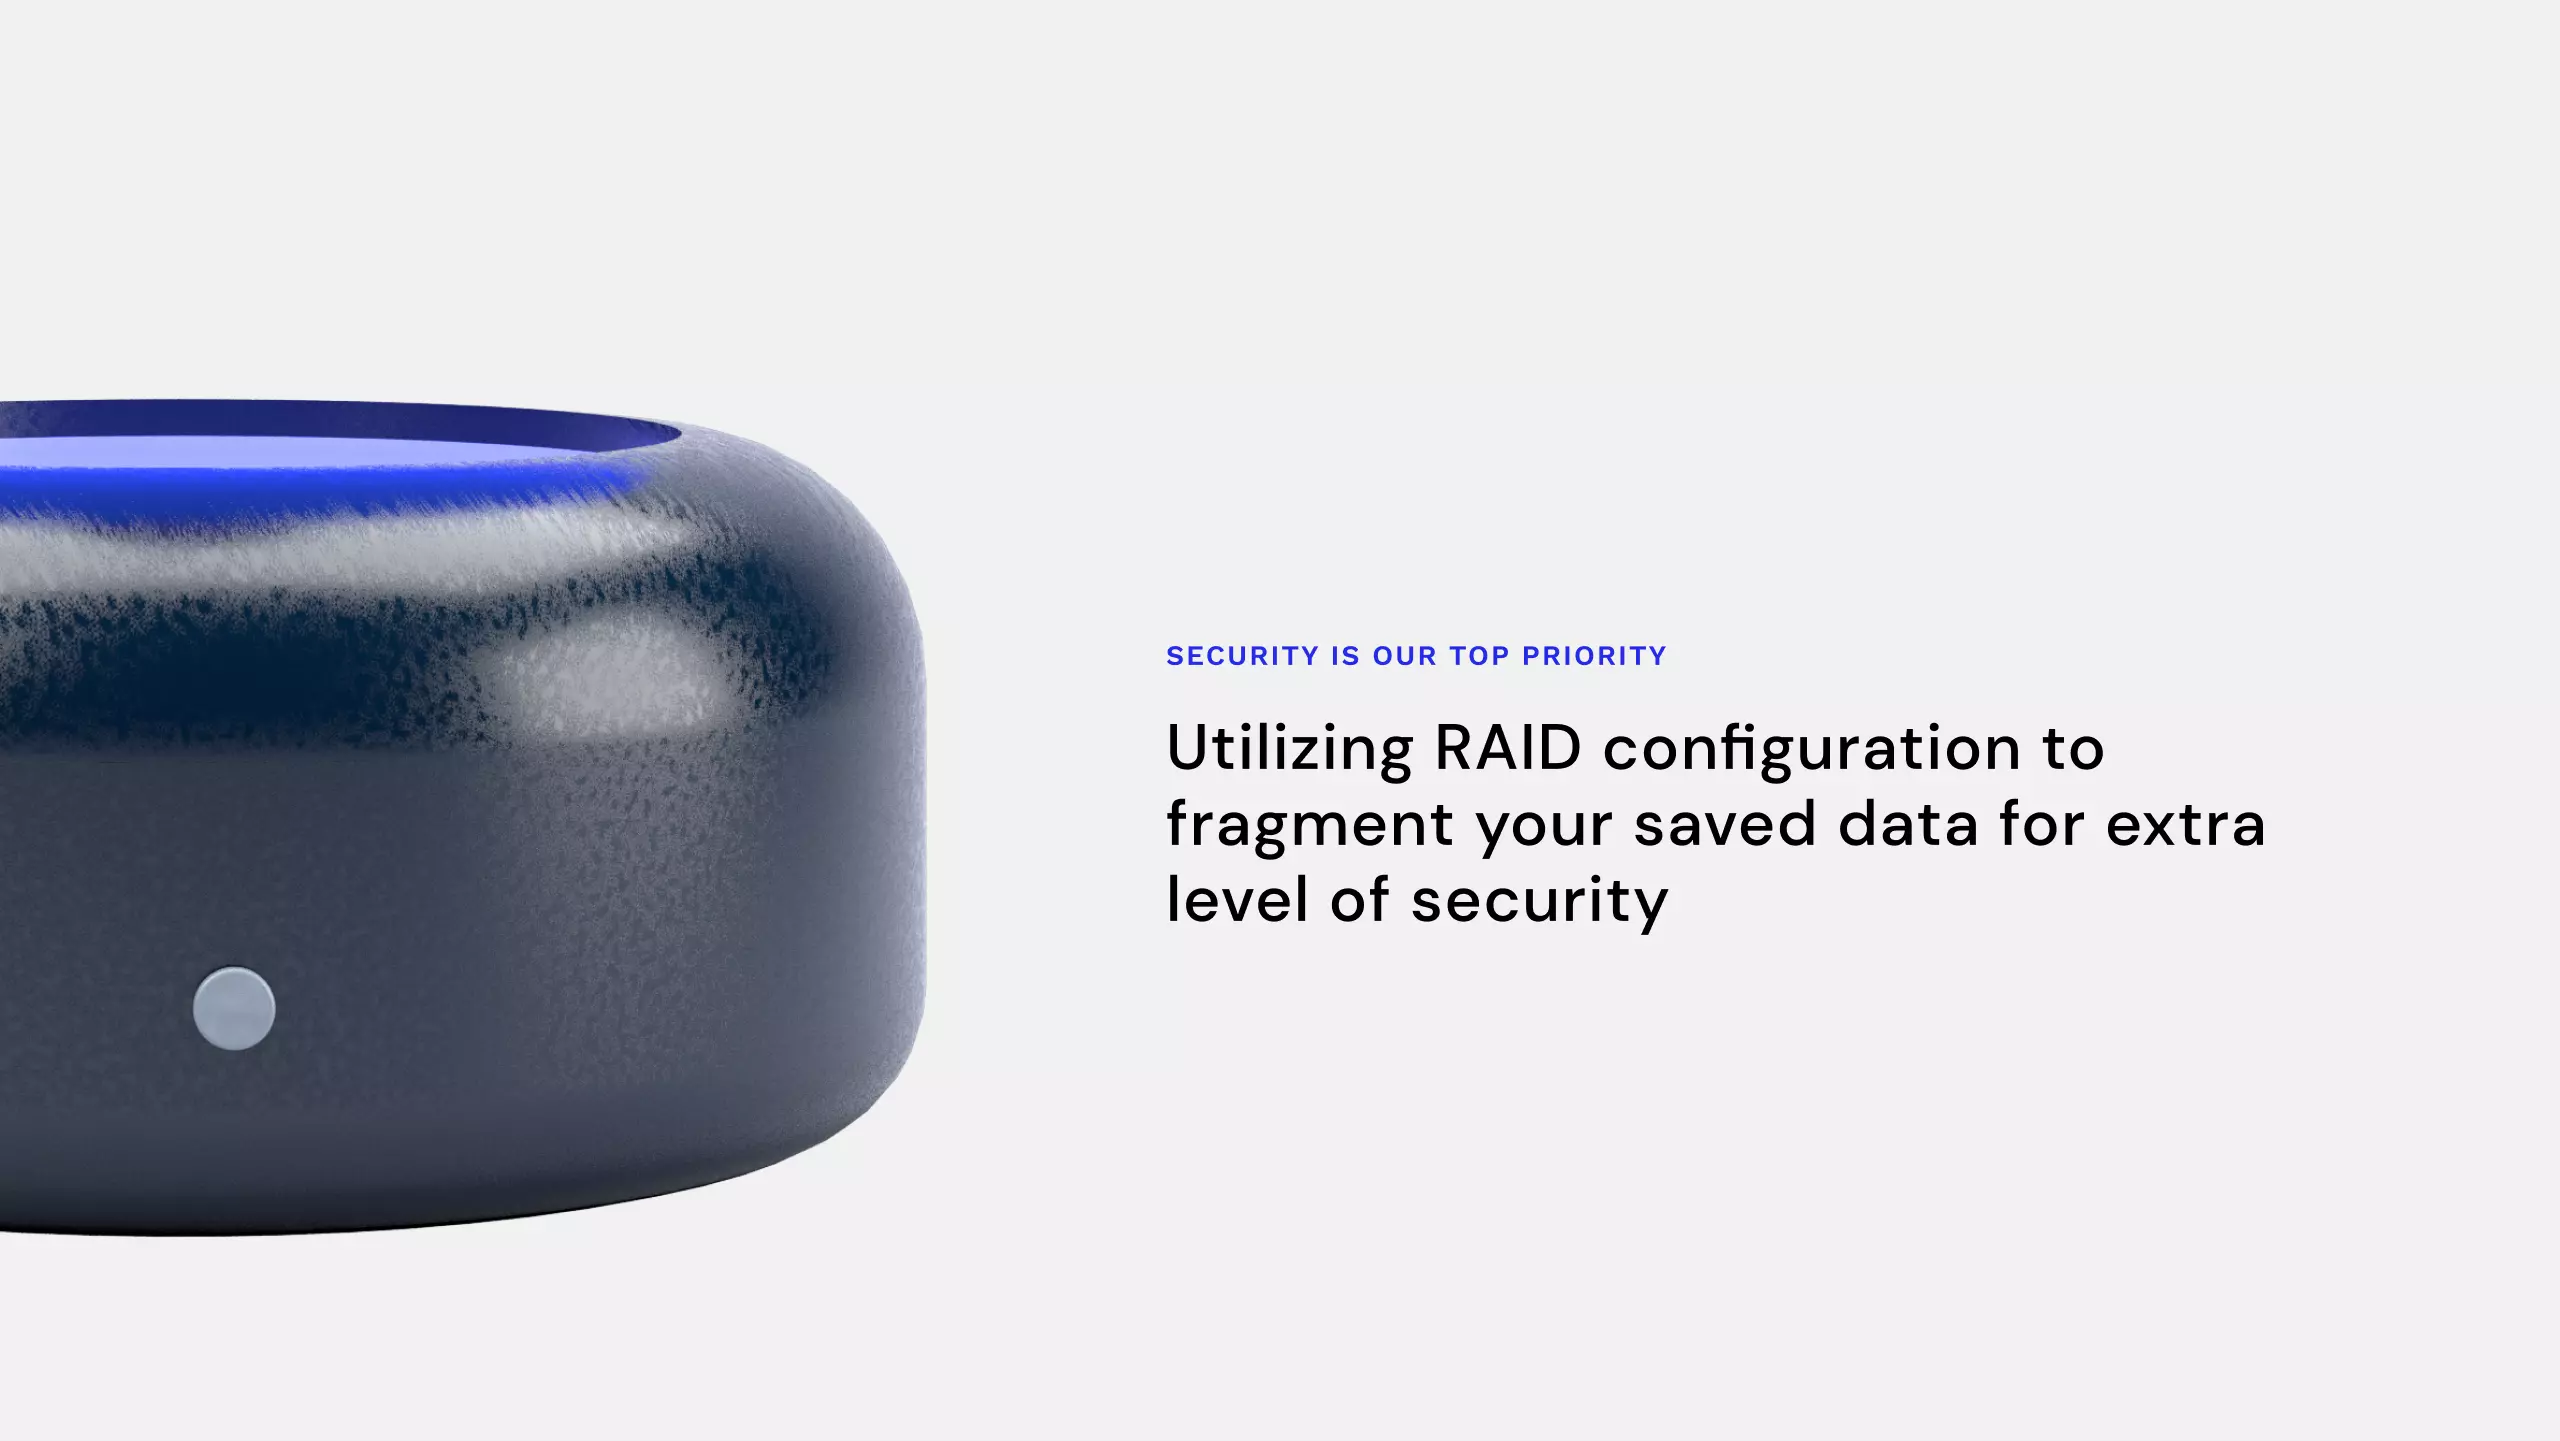 SECURITY IS OUR TOP PRIORITY
Utilizing RAID configuration to
fragment your saved data for extra
level of security